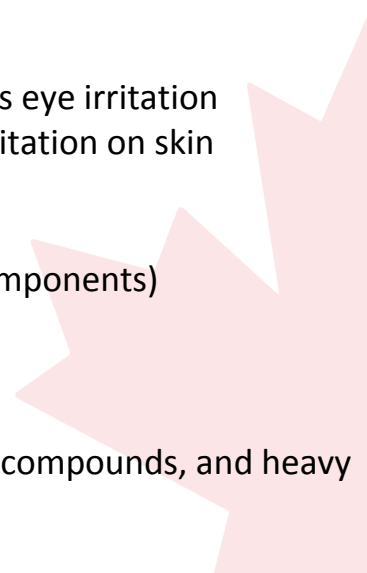 s eye irritation
itation on skin
mponents)
compounds, and heavy